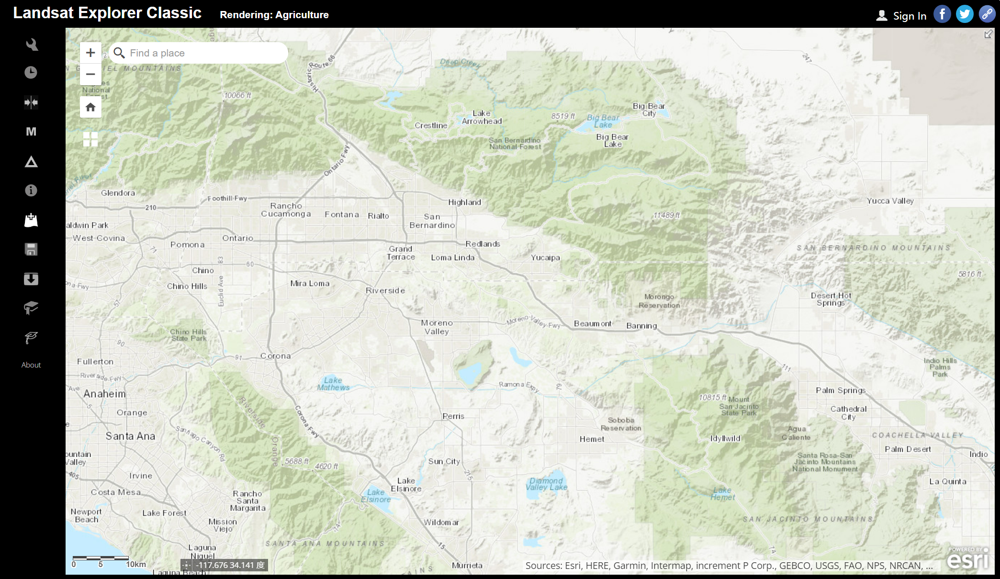 Landsat Explorer Classic
Rendering: Agriculture
Sign In
+
Find a place
−
M
About
Route 66
Historic
247
Deep Creek
EL MOUNTAINS
National
10066 ft
Big Bear
City
Lake
Arrowhead
8519 ft
Big Bear
Lake
Crestline
Big Bear
Lake
San Bernardino
National Forest
Ontario Fwy
Glendora
Foothill Fwy
210
Rancho
Cucamonga
Fontana
Rialto
Highland
San
Bernardino
11489 ft
Yucca Valley
aldwin Park
West Covina
Ontario
Pomona
71
Redlands
Grand
Terrace
Loma Linda
Yucaipa
SAN BERNARDINO MOUNTAINS
83
60
Chino
Euclid Ave
5816 ft
Chino Hills
Mira Loma
Riverside
na-Fwy
57
Morongo
Reservation
Desert Hot
Springs
Moreno
Valley
Moreno-Valley-Fwy
Beaumont
Banning
Chino Hills
State Park
90
91
Corona
Fullerton
Riverside-Fwy
Ave
Lake
Mathews
Ramona Expy
79
111
Indio Hills
Palms
Park
Anaheim
5
Orange
Riverside
Corona Fwy
Perris
10815 ft
Mount
San Jacinto
State Park
Palm Springs
Cathedral
City
e
Santa Ana
Santiago Canyon Rd
Orange
Soboba
Reservation
Hemet
Idyllwild
Agua
Caliente
COACHELLA VALLEY
Palm Desert
Indio
ountain
Valley
405
Irvine
5688 ft
4620 ft
Sun City
215
Santa Rosa-San
Jacinto Mountains
National Monument
La Quinta
Costa Mesa
Rancho
Santa
Margarita
Lake
Elsinore
Lake
Elsinore
Diamond
Valley Lake
Lake
Hemet
Newport
Beach
Lake Forest
Mission
Viejo
Wildomar
74
SAN JACINTO MOUNTAINS
SANTA ANA MOUNTAINS
15
74
Laguna
Niguel
Laguna Beach
AINS
Murrieta
0 5 10km
-117.676 34.141 度
Sources: Esri, HERE, Garmin, Intermap, increment P Corp., GEBCO, USGS, FAO, NPS, NRCAN, ...
POWERED BY
esri